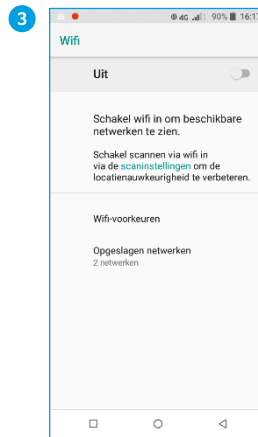 3
4G 90% 16:17
Wifi
Uit
Schakel wifi in om beschikbare
netwerken te zien.
Schakel scannen via wifi in
via de scaninstellingen om de
locatienauwkeurigheid te verbeteren.
Wifi-voorkeuren
Opgeslagen netwerken
2 netwerken